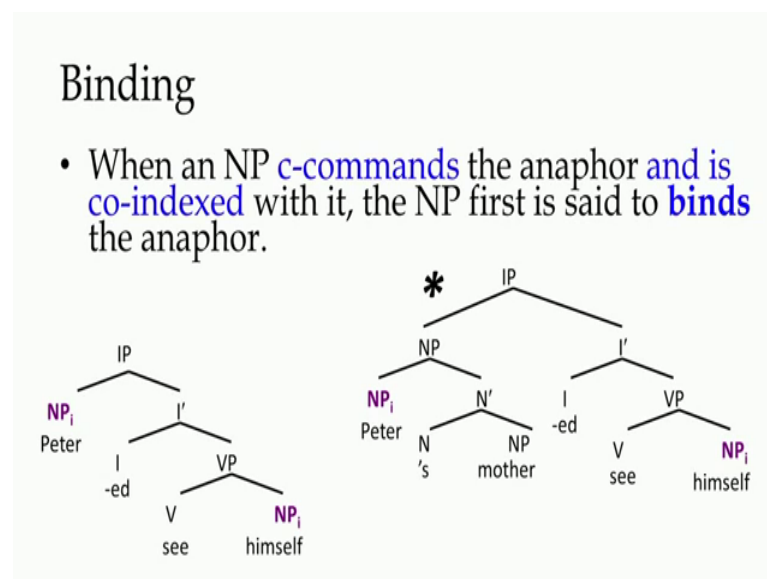 Binding
• When an NP c-commands the anaphor and is
co-indexed with it, the NP first is said to binds
the anaphor.
* IP
NP I'
IP
NPi N' I VP
NPi I'
Peter -ed
Peter N NP V NPi
's mother see himself
I VP
-ed
V NPi
see himself